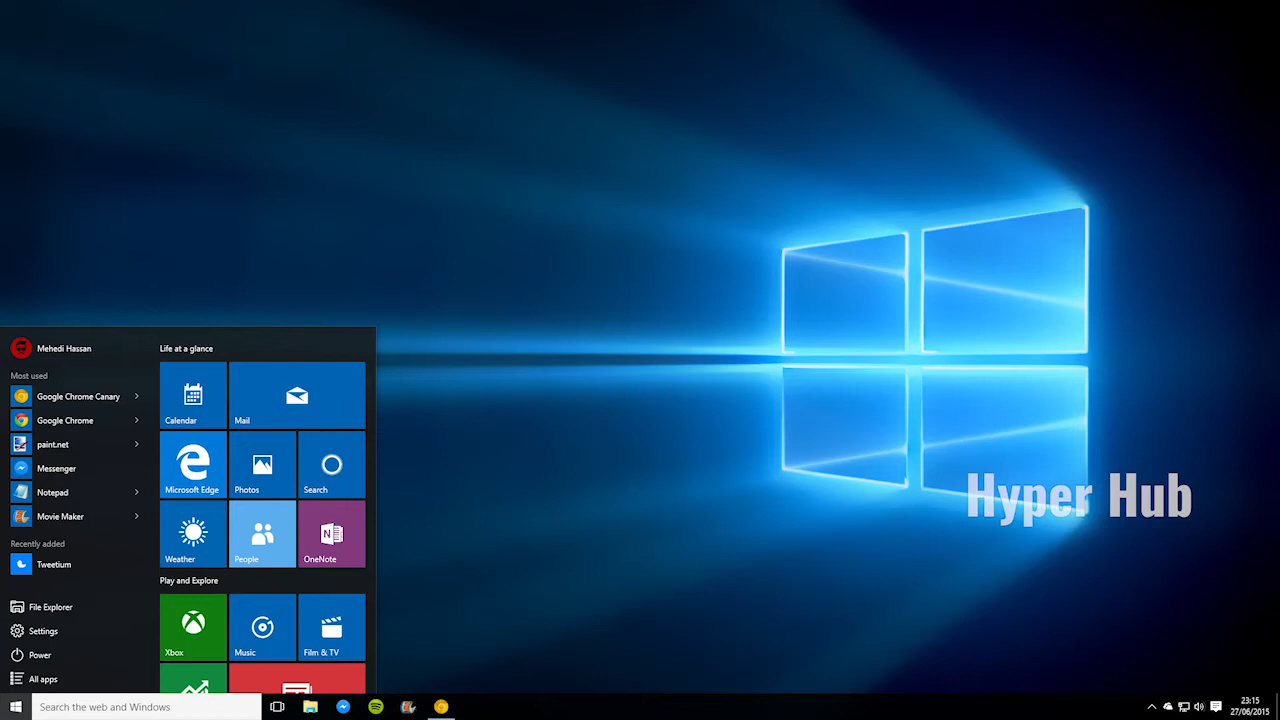 Mehedi Hassan
Most used
Google Chrome Canary
Google Chrome
paint.net
Messenger
Notepad
Movie Maker
Recently added
Tweetium
File Explorer
Settings
Power
All apps
Life at a glance
Calendar
Mail
Microsoft Edge
Photos
Search
Weather
People
N
OneNote
Play and Explore
Xbox
Music
Film & TV
Hyper Hub
Search the web and Windows
23:15
27/06/2015